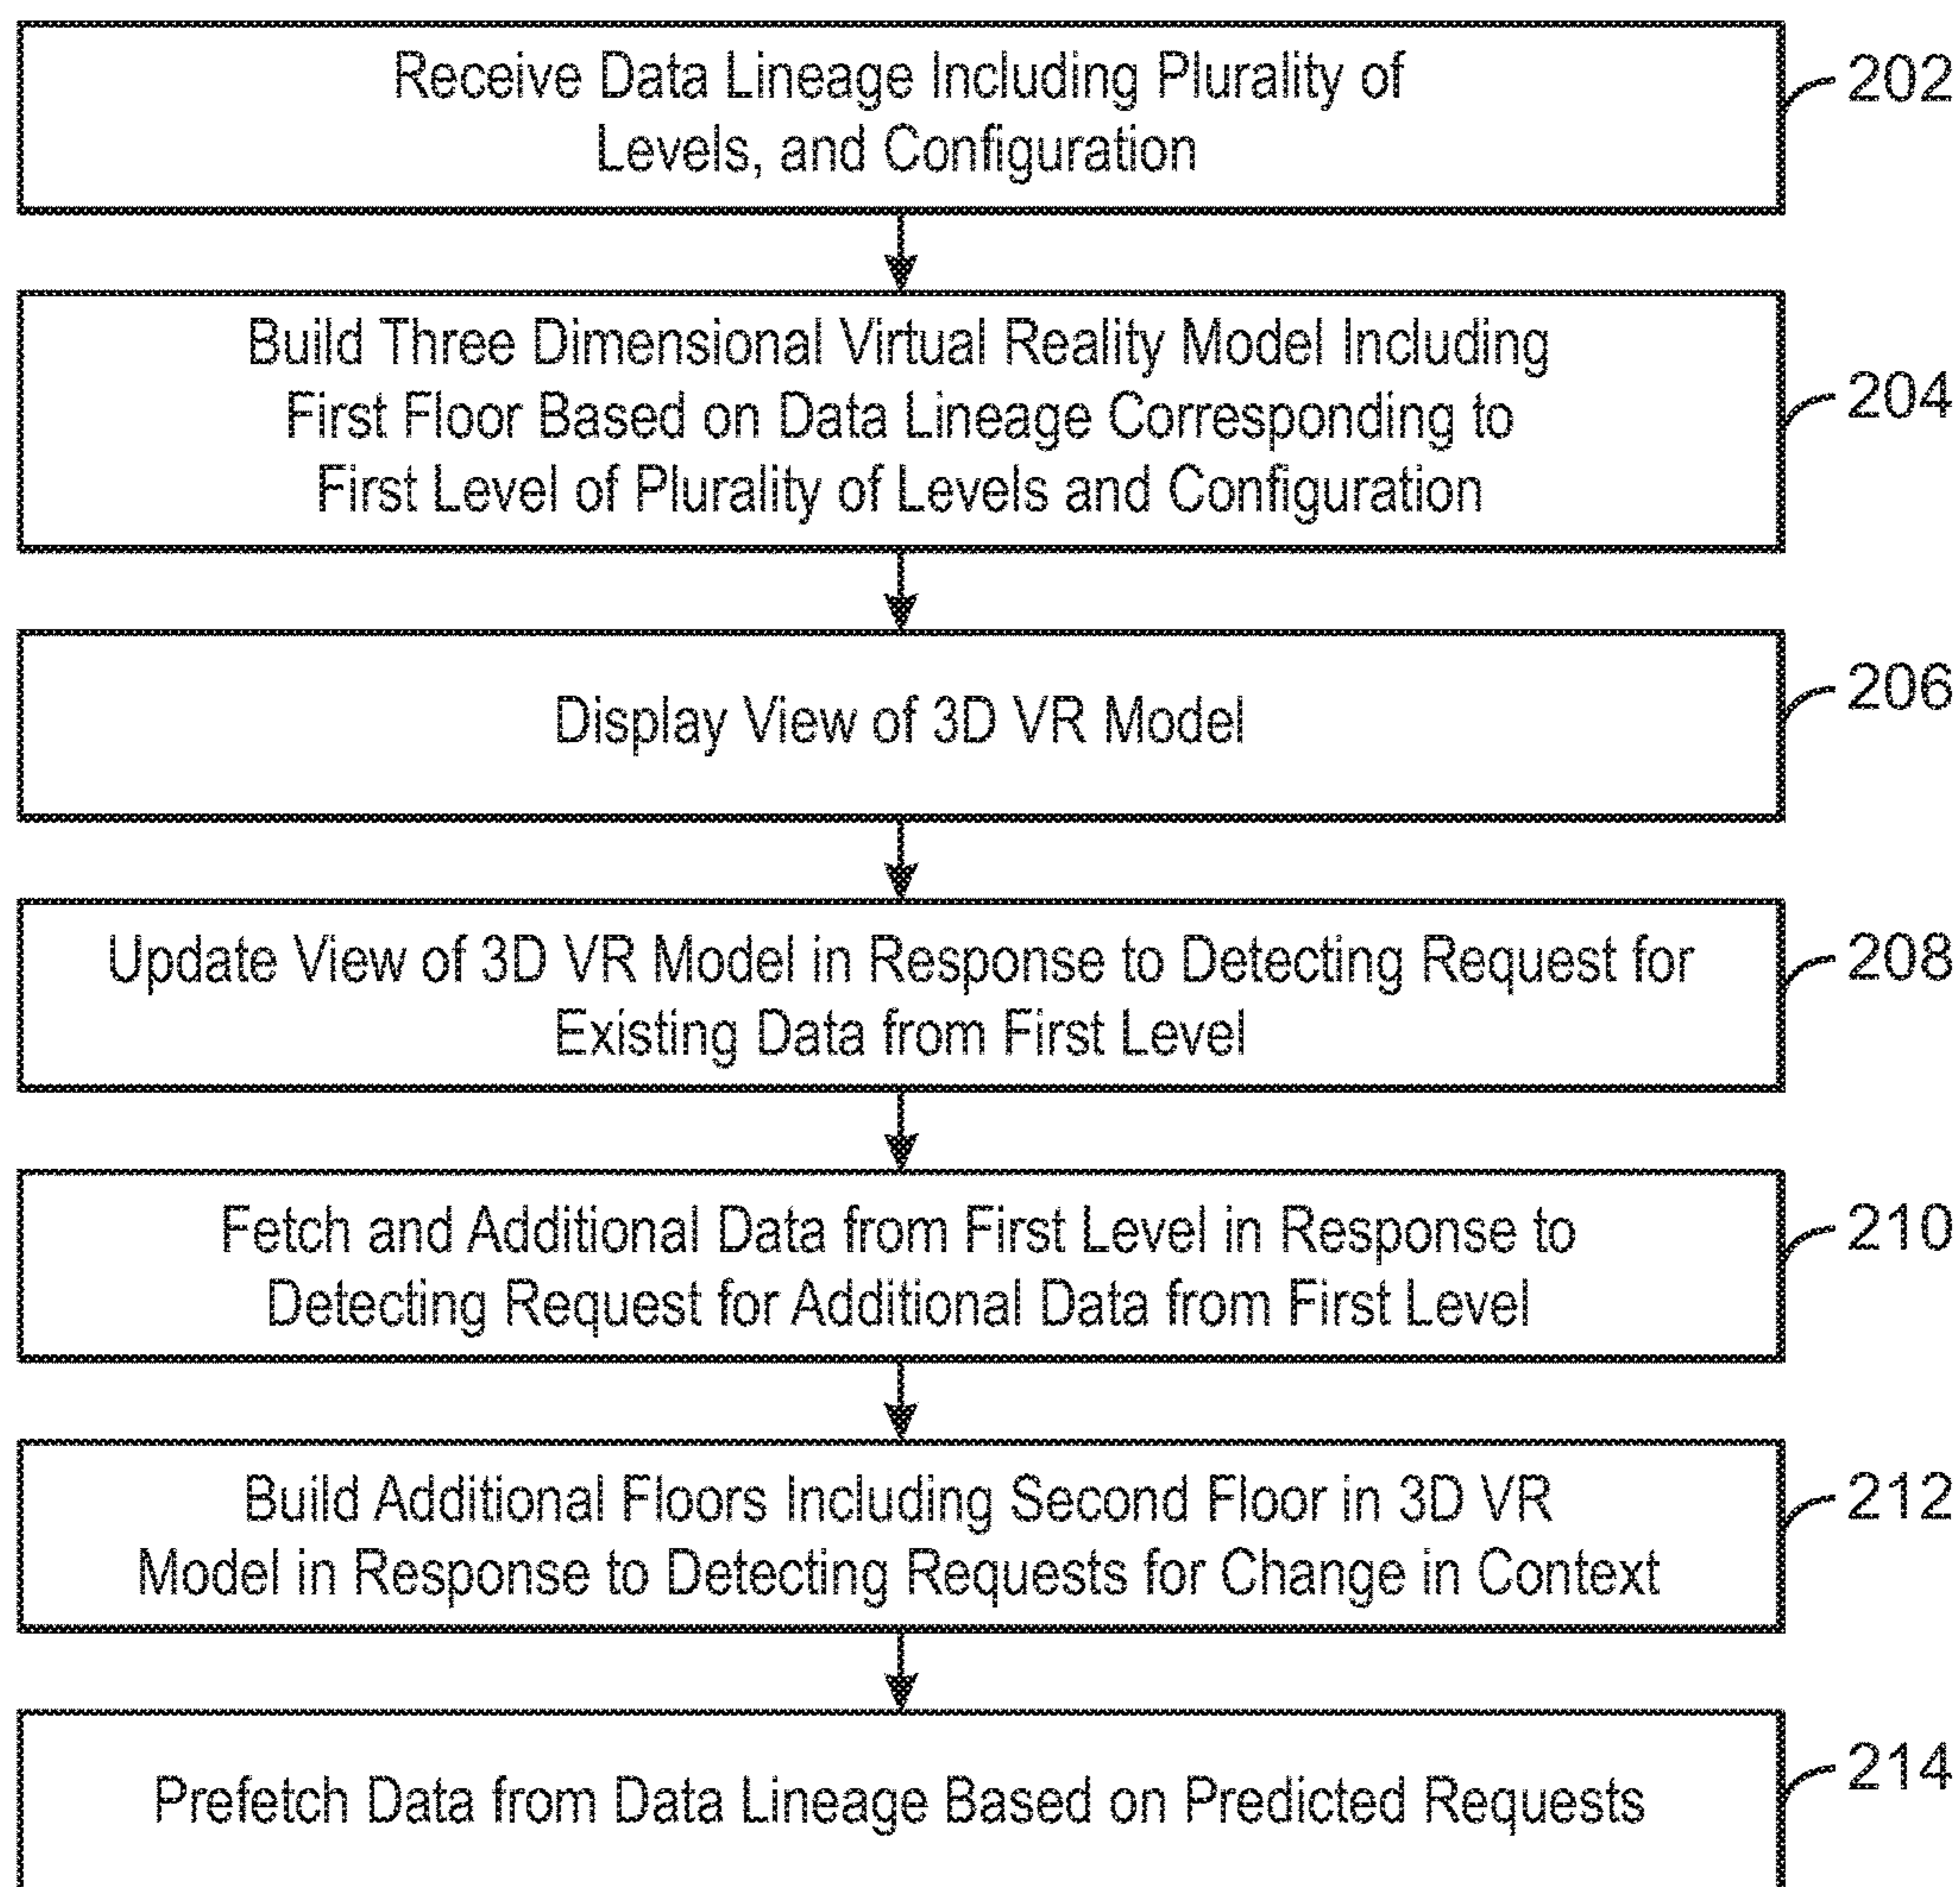 Receive Data Lineage Including Plurality of
Levels, and Configuration
202
Build Three Dimensional Virtual Reality Model Including
First Floor Based on Data Lineage Corresponding to
First Level of Plurality of Levels and Configuration
204
Display View of 3D VR Model
206
Update View of 3D VR Model in Response to Detecting Request for
Existing Data from First Level
208
Fetch and Additional Data from First Level in Response to
Detecting Request for Additional Data from First Level
210
Build Additional Floors Including Second Floor in 3D VR
Model in Response to Detecting Requests for Change in Context
212
Prefetch Data from Data Lineage Based on Predicted Requests
214